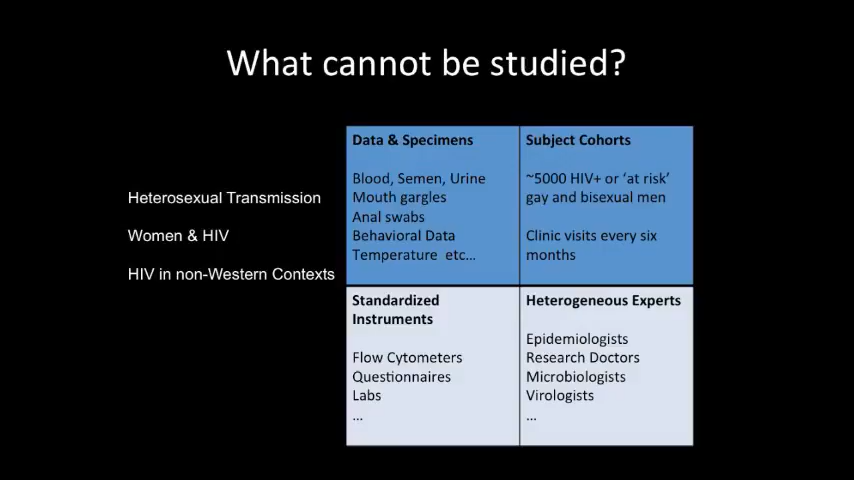 What cannot be studied?
Heterosexual Transmission
Women & HIV
HIV in non-Western Contexts
Data & Specimens
Blood, Semen, Urine
Mouth gargles
Anal swabs
Behavioral Data
Temperature etc...
Subject Cohorts
~5000 HIV+ or ‘at risk’
gay and bisexual men
Clinic visits every six
months
Standardized
Instruments
Flow Cytometers
Questionnaires
Labs
...
Heterogeneous Experts
Epidemiologists
Research Doctors
Microbiologists
Virologists
...